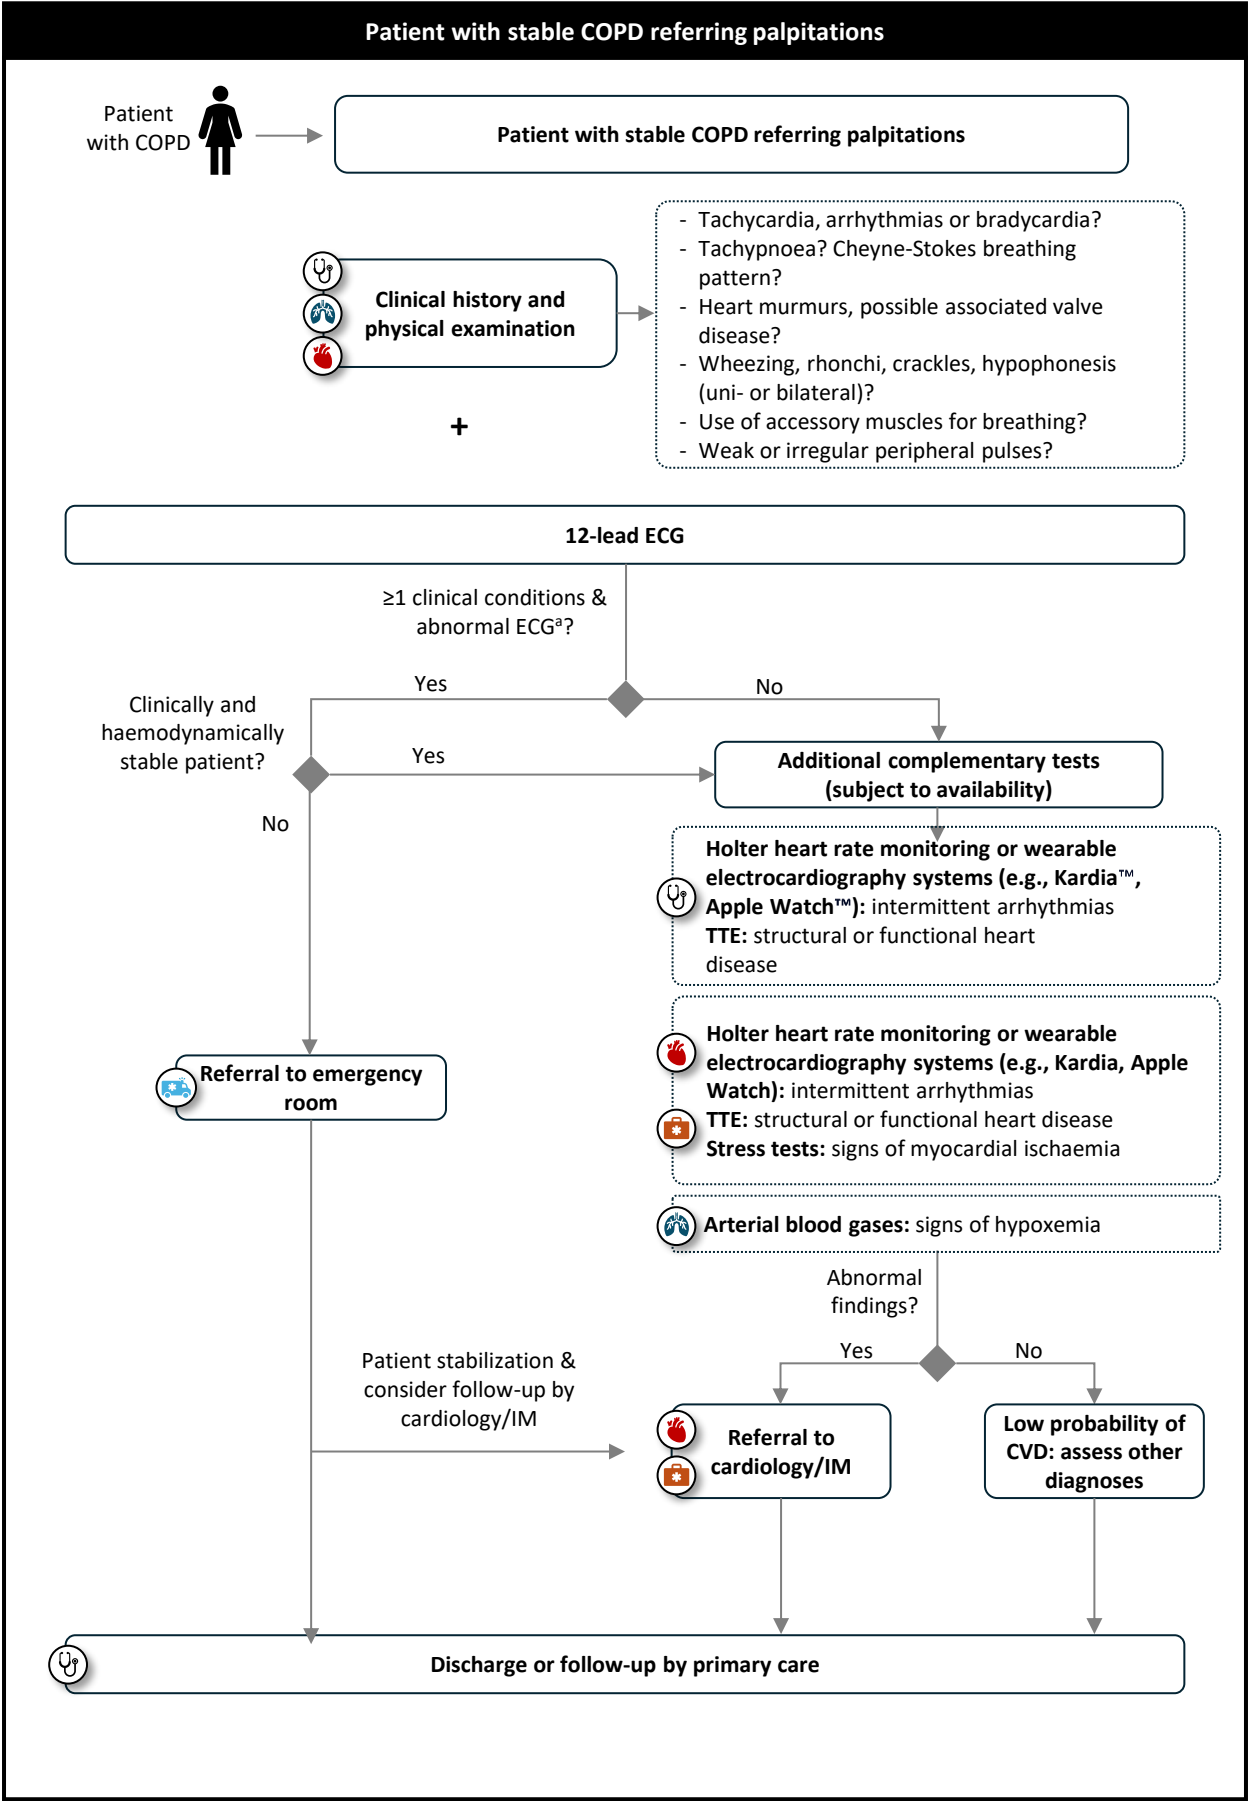 Patient with stable COPD referring palpitations
Patient
with COPD
Patient with stable COPD referring palpitations
Clinical history and
physical examination
- Tachycardia, arrhythmias or bradycardia?
- Tachypnoea? Cheyne-Stokes breathing
pattern?
- Heart murmurs, possible associated valve
disease?
- Wheezing, rhonchi, crackles, hypophonesis
(uni- or bilateral)?
- Use of accessory muscles for breathing?
- Weak or irregular peripheral pulses?
+
12-lead ECG
≥1 clinical conditions &
abnormal ECGᵃ?
Yes
No
Clinically and
haemodynamically
stable patient?
Yes
No
Additional complementary tests
(subject to availability)
Holter heart rate monitoring or wearable
electrocardiography systems (e.g., Kardia™,
Apple Watch™): intermittent arrhythmias
TTE: structural or functional heart
disease
Holter heart rate monitoring or wearable
electrocardiography systems (e.g., Kardia, Apple
Watch): intermittent arrhythmias
TTE: structural or functional heart disease
Stress tests: signs of myocardial ischaemia
Referral to emergency
room
Arterial blood gases: signs of hypoxemia
Abnormal
findings?
Yes
No
Patient stabilization &
consider follow-up by
cardiology/IM
Referral to
cardiology/IM
Low probability of
CVD: assess other
diagnoses
Discharge or follow-up by primary care